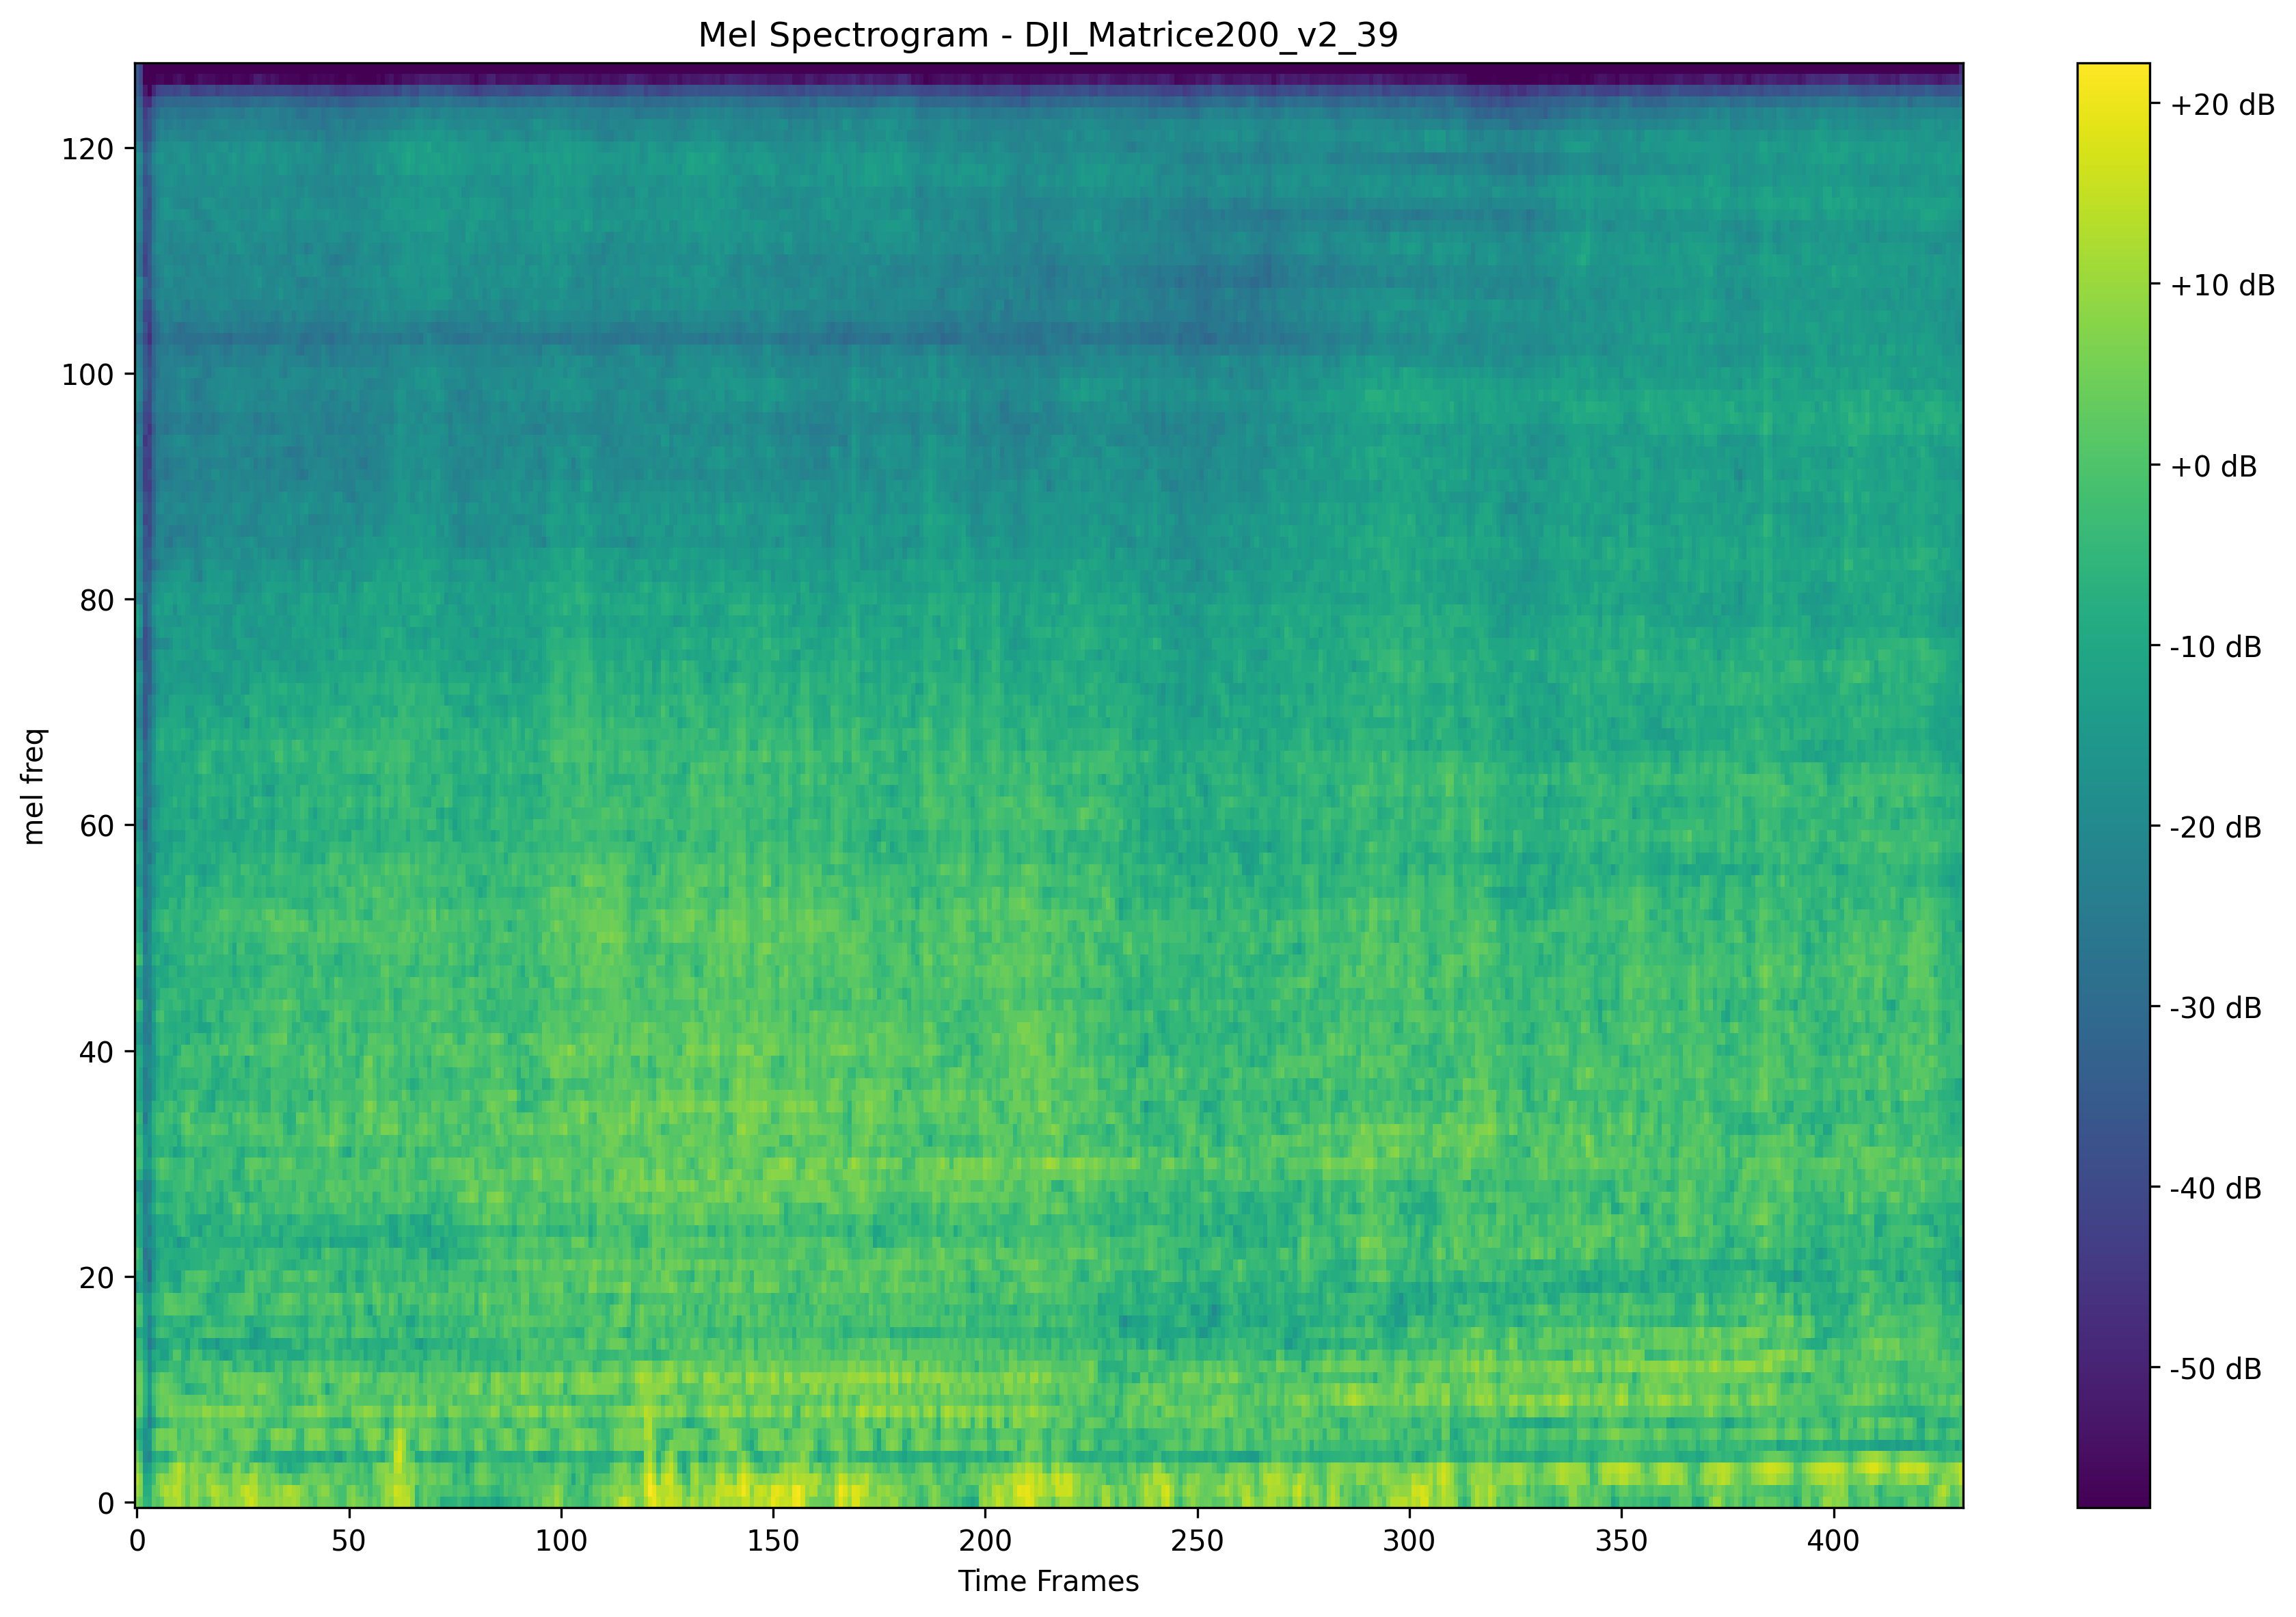 Mel Spectrogram - DJI_Matrice200_v2_39
120
100
80
60
40
20
0
mel freq
0 50 100 150 200 250 300 350 400
Time Frames
+20 dB
+10 dB
+0 dB
-10 dB
-20 dB
-30 dB
-40 dB
-50 dB